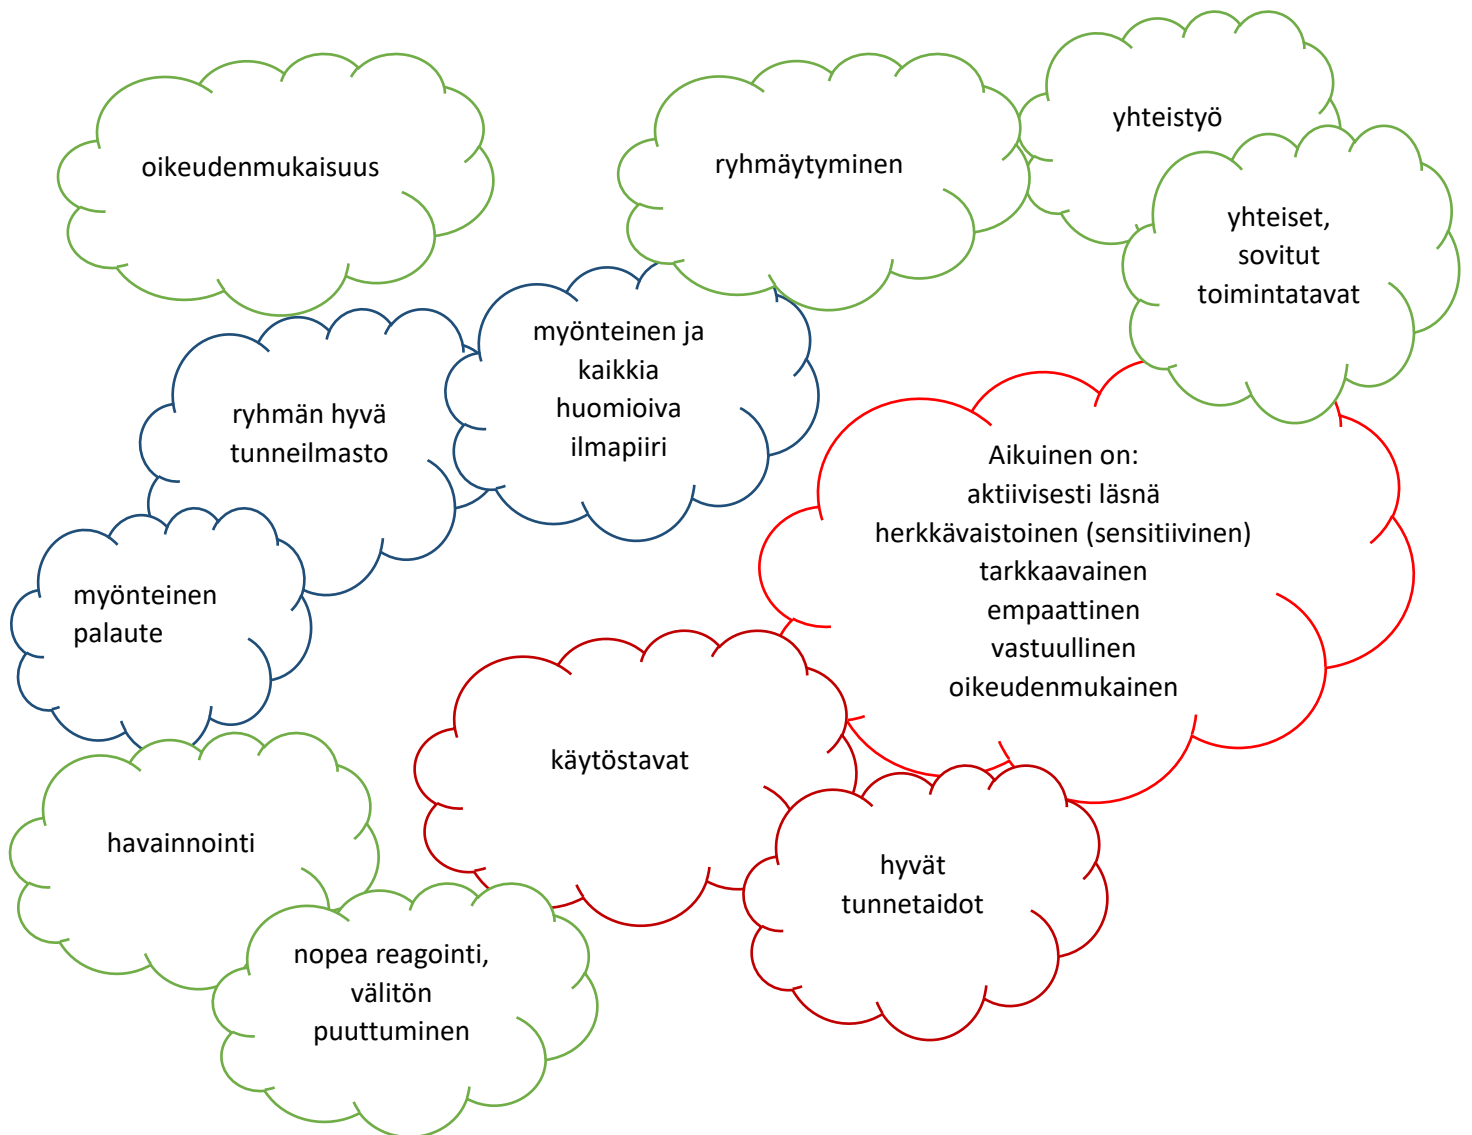 oikeudenmukaisuus
ryhmäytyminen
yhteistyö
yhteiset,
sovitut
toimintatavat
myönteinen ja
kaikkia
huomioiva
ilmapiiri
ryhmän hyvä
tunneilmasto
Aikuinen on:
aktiivisesti läsnä
herkkävaistoinen (sensitiivinen)
tarkkaavainen
empaattinen
vastuullinen
oikeudenmukainen
myönteinen
palaute
käytöstavat
havainnointi
hyvät
tunnetaidot
nopea reagointi,
välitön
puuttuminen